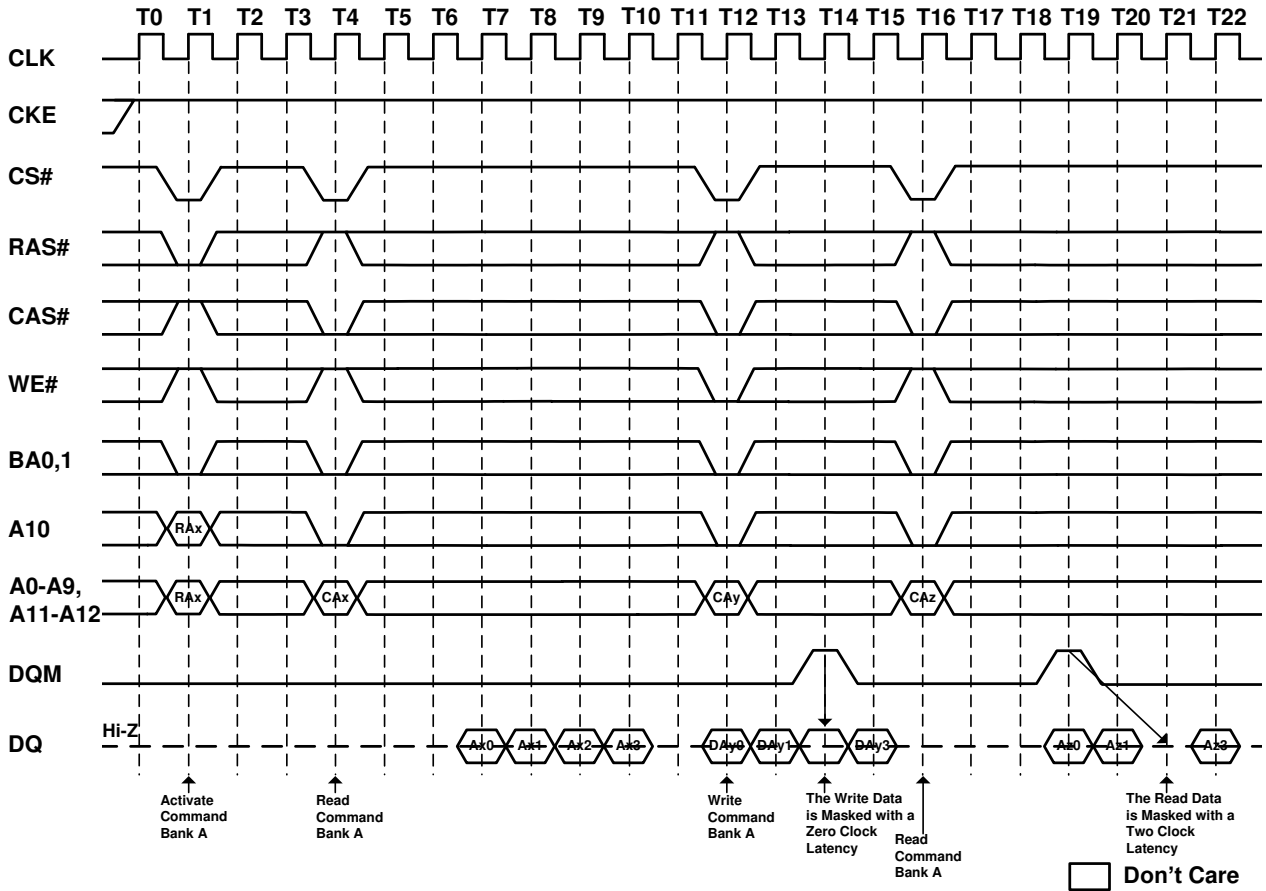 T0 T1 T2 T3 T4 T5 T6 T7 T8 T9 T10 T11 T12 T13 T14 T15 T16 T17 T18 T19 T20 T21 T22
CLK
CKE
CS#
RAS#
CAS#
WE#
BA0,1
A10
RAx
A0-A9,
A11-A12
RAx CAx CAy CAz
DQM
Hi-Z
DQ
Ax0 Ax1 Ax2 Ax3 DAy0 DAy1 DAy3 Az0 Az1 Az3
Activate
Command
Bank A
Read
Command
Bank A
Write
Command
Bank A
The Write Data
is Masked with a
Zero Clock
Latency
Read
Command
Bank A
The Read Data
is Masked with a
Two Clock
Latency
Don't Care